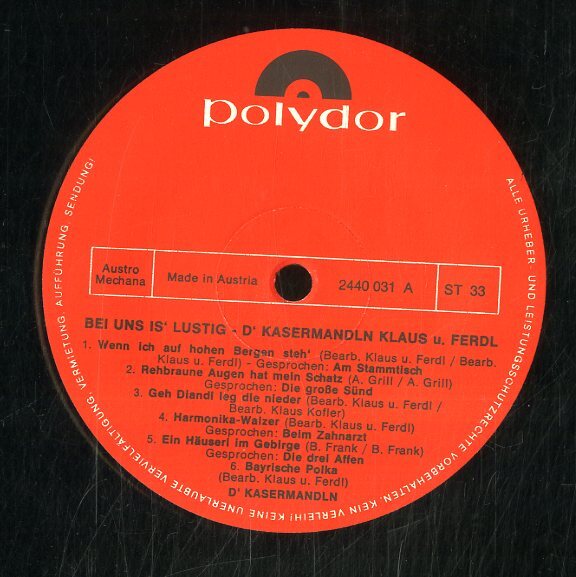 polydor
Austro
Mechana
Made in Austria
2440 031 A
ST 33
BEI UNS IS' LUSTIG - D' KASERMANDLN KLAUS u. FERDL
1. Wenn ich auf hohen Bergen steh' (Bearb. Klaus u. Ferdl / Bearb.
Klaus u. Ferdl) - Gesprochen: Am Stammtisch
2. Rehbraune Augen hat mein Schatz (A. Grill / A. Grill)
Gesprochen: Die große Sünd
3. Geh Diandl leg die nieder (Bearb. Klaus u. Ferdl /
Bearb. Klaus Kofler)
4. Harmonika-Walzer (Bearb. Klaus u. Ferdl)
Gesprochen: Beim Zahnarzt
5. Ein Häuserl im Gebirge (B. Frank / B. Frank)
Gesprochen: Die drei Affen
6. Bayrische Polka
(Bearb. Klaus u. Ferdl)
D' KASERMANDLN
ALLE URHEBER- UND LEISTUNGSSCHUTZRECHTE VORBEHALTEN. KEIN VERLEIH! KEINE UNERLAUBTE VERVIELFÄLTIGUNG, VERMIETUNG, AUFFÜHRUNG, SENDUNG!